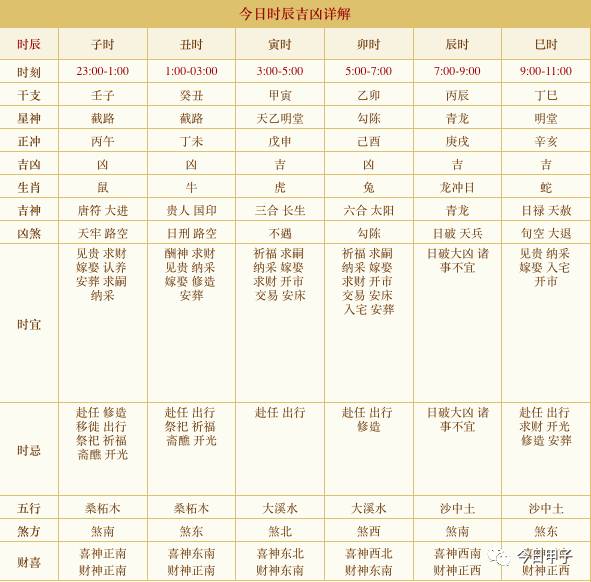 今日时辰吉凶详解
时辰 子时 丑时 寅时 卯时 辰时 巳时
时刻 23:00-1:00 1:00-03:00 3:00-5:00 5:00-7:00 7:00-9:00 9:00-11:00
干支 壬子 癸丑 甲寅 乙卯 丙辰 丁巳
星神 截路 截路 天乙明堂 勾陈 青龙 明堂
正冲 丙午 丁未 戊申 己酉 庚戌 辛亥
吉凶 凶 凶 吉 凶 吉 吉
生肖 鼠 牛 虎 兔 龙冲日 蛇
吉神 唐符 大进 贵人 国印 三合 长生 六合 太阳 青龙 日禄 天赦
凶煞 天牢 路空 日刑 路空 不遇 勾陈 日破 天兵 旬空 大退
时宜
见贵 求财
嫁娶 认养
安葬 求嗣
纳采
酬神 求财
见贵 纳采
嫁娶 修造
安葬
祈福 求嗣
纳采 嫁娶
求财 开市
交易 安床
祈福 求嗣
纳采 嫁娶
求财 开市
交易 安床
入宅 安葬
日破大凶 诸
事不宜
见贵 纳采
嫁娶 入宅
开市
时忌
赴任 修造
移徙 出行
祭祀 祈福
斋醮 开光
赴任 出行
祭祀 祈福
斋醮 开光
赴任 出行
赴任 出行
修造
日破大凶 诸
事不宜
赴任 出行
求财 开光
修造 安葬
五行 桑柘木 桑柘木 大溪水 大溪水 沙中土 沙中土
煞方 煞南 煞东 煞北 煞西 煞南 煞东
财喜
喜神正南
财神正南
喜神东南
财神正南
喜神东北
财神东南
喜神西北
财神东南
喜神西南
财神正西
财神正西
今日甲子